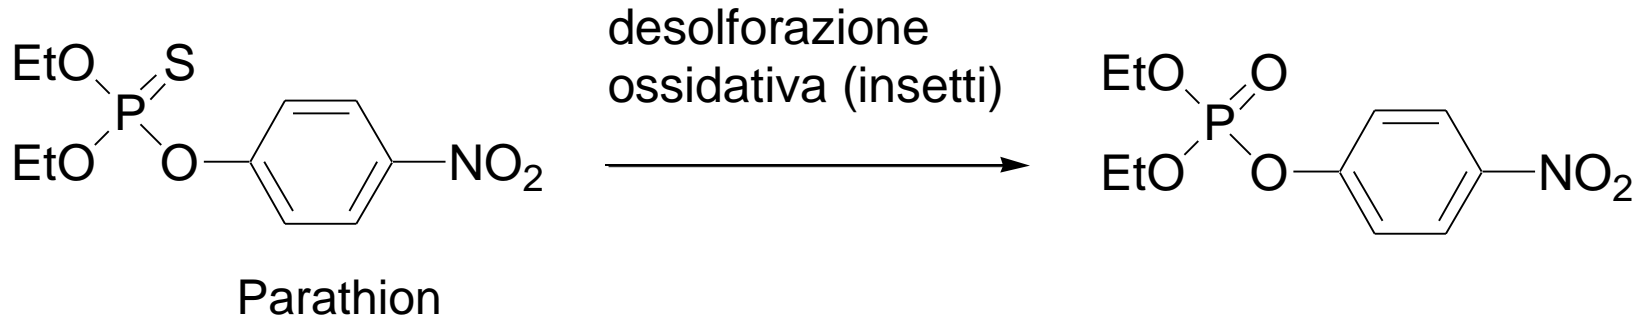 desolforazione
ossidativa (insetti)
EtO
S
P
EtO
O
NO2
EtO
O
P
EtO
O
NO2
Parathion